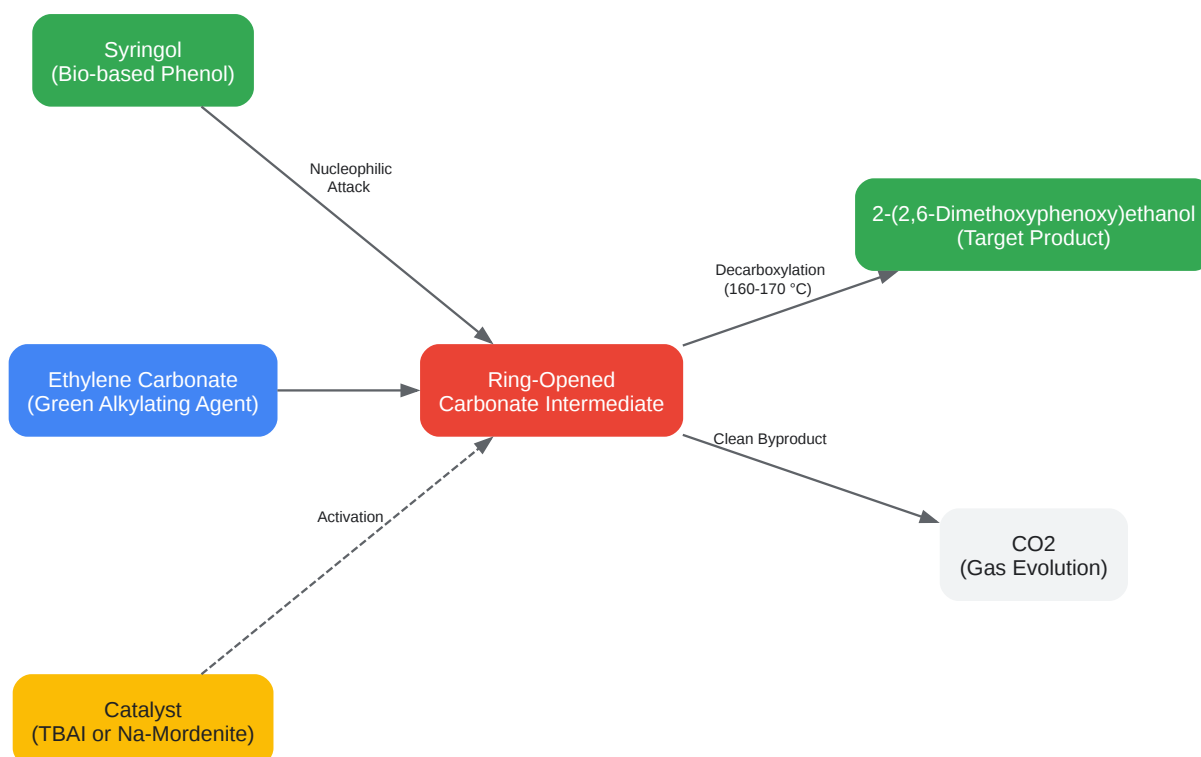 Syringol
(Bio-based Phenol)
Nucleophilic
Attack
2-(2,6-Dimethoxyphenoxy)ethanol
(Target Product)
Decarboxylation
(160-170 °C)
Ethylene Carbonate
(Green Alkylating Agent)
Ring-Opened
Carbonate Intermediate
Clean Byproduct
Activation
CO2
(Gas Evolution)
Catalyst
(TBAI or Na-Mordenite)